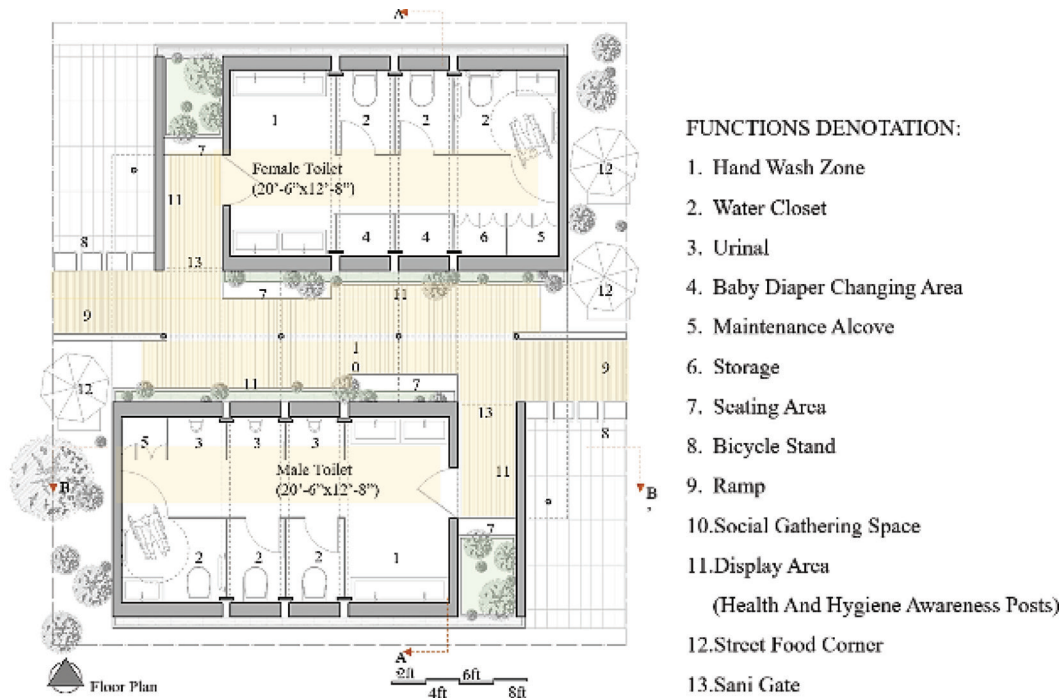 A
1
2
2
2
7
Female Toilet
(20'-6"x12'-8")
12
11
8
4
4
6
5
13
12
7
11
9
1
0
9
12
11
7
13
8
5
3
3
3
Male Toilet
(20'-6"x12'-8")
11
B,
B,
7
2
2
2
1
A
2ft
6ft
4ft
8ft
Floor Plan
FUNCTIONS DENOTATION:
1. Hand Wash Zone
2. Water Closet
3. Urinal
4. Baby Diaper Changing Area
5. Maintenance Alcove
6. Storage
7. Seating Area
8. Bicycle Stand
9. Ramp
10.Social Gathering Space
11.Display Area
(Health And Hygiene Awareness Posts)
12.Street Food Corner
13.Sani Gate